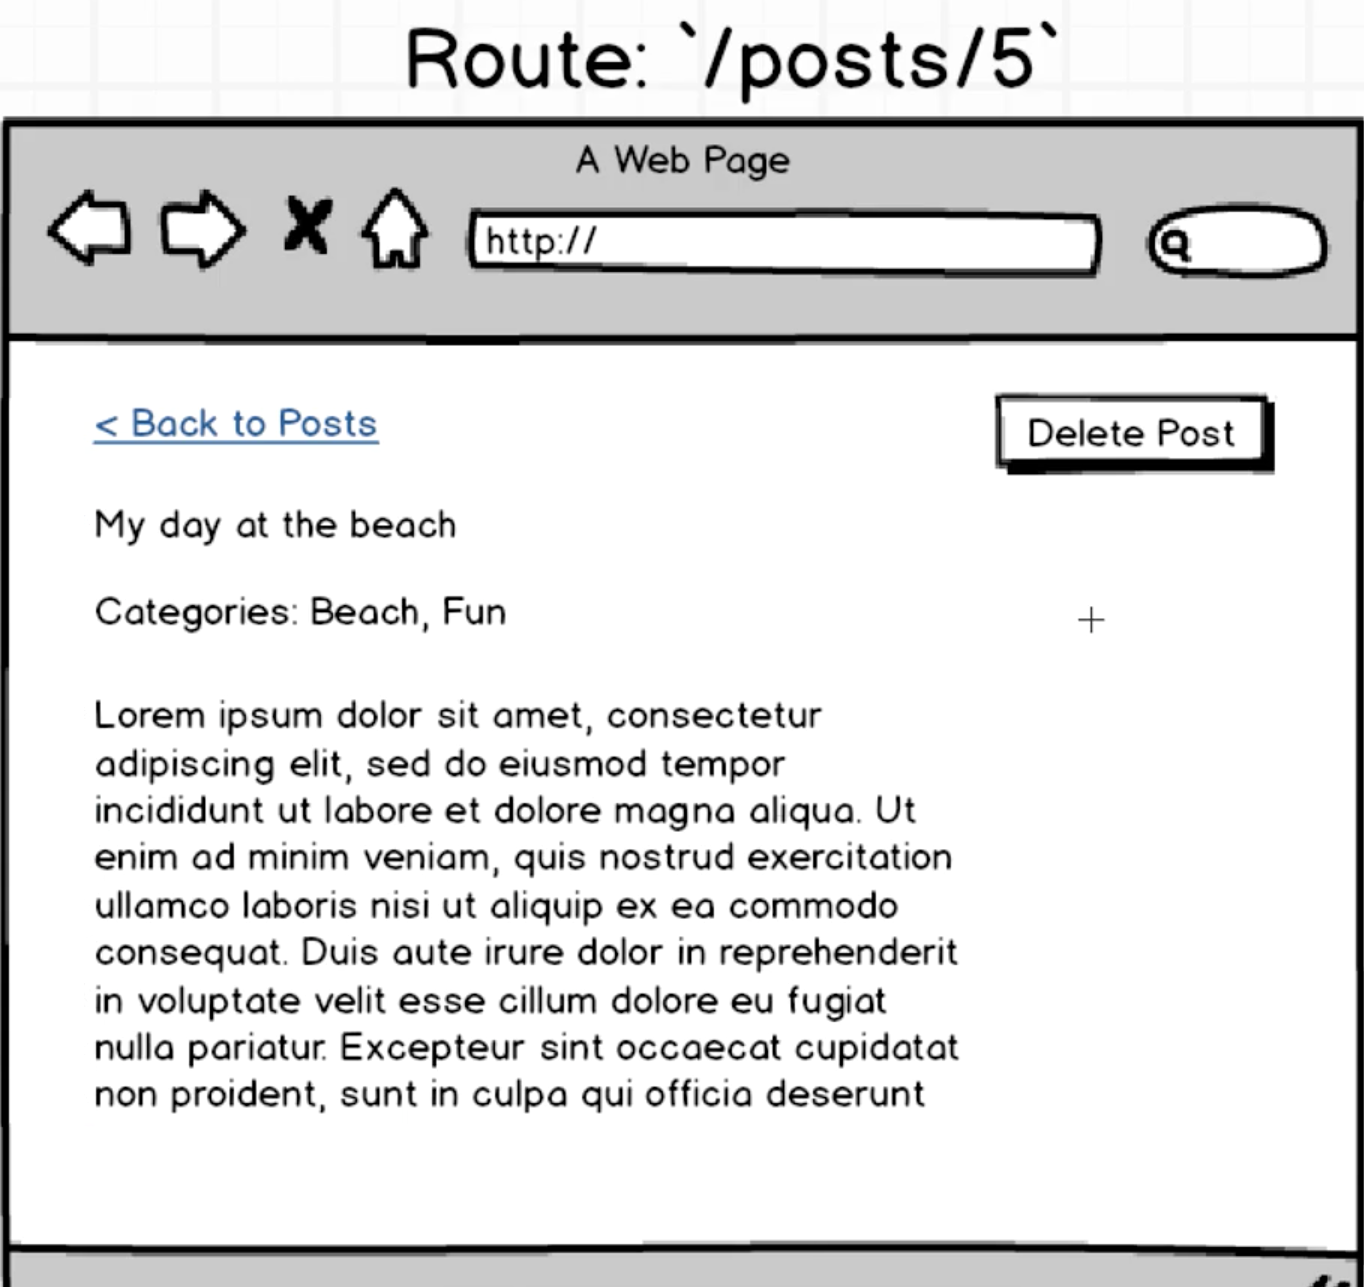 Route: `/posts/5`
A Web Page
http://
< Back to Posts
Delete Post
My day at the beach
Categories: Beach, Fun
Lorem ipsum dolor sit amet, consectetur
adipiscing elit, sed do eiusmod tempor
incididunt ut labore et dolore magna aliqua. Ut
enim ad minim veniam, quis nostrud exercitation
ullamco laboris nisi ut aliquip ex ea commodo
consequat. Duis aute irure dolor in reprehenderit
in voluptate velit esse cillum dolore eu fugiat
nulla pariatur. Excepteur sint occaecat cupidatat
non proident, sunt in culpa qui officia deserunt